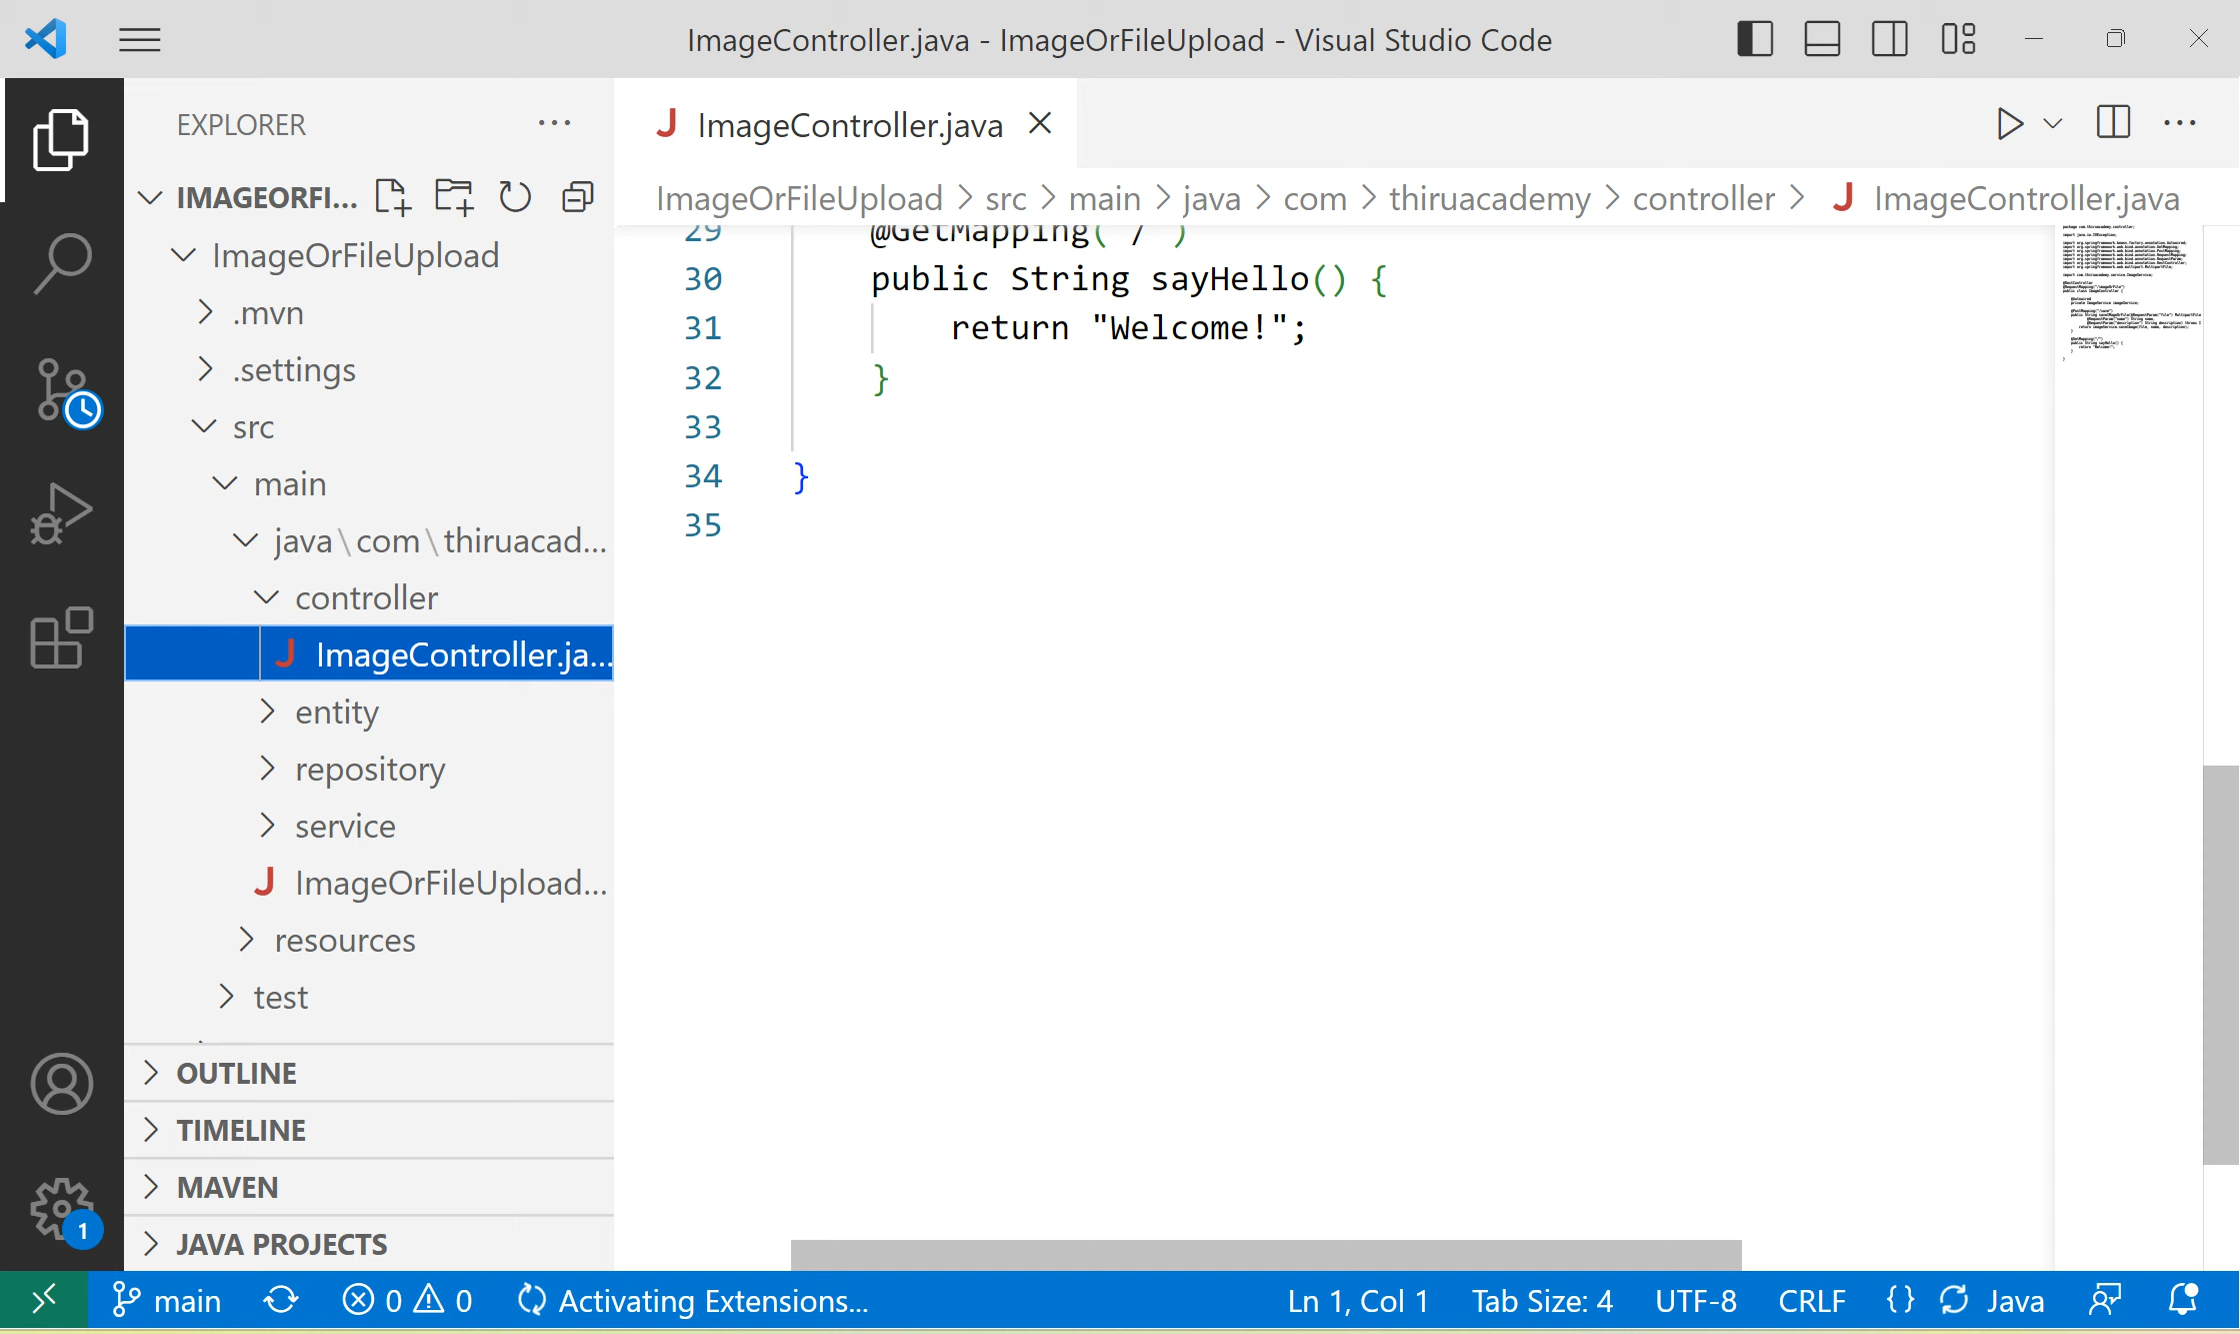 ImageController.java - ImageOrFileUpload - Visual Studio Code
EXPLORER
IMAGEORFI...
ImageOrFileUpload
.mvn
.settings
src
main
java\com\thiruacad...
controller
ImageController.ja...
entity
repository
service
ImageOrFileUpload...
resources
test
OUTLINE
TIMELINE
MAVEN
1
JAVA PROJECTS
ImageController.java
ImageOrFileUpload > src > main > java > com > thiruacademy > controller > ImageController.java
29 @GetMapping("/")
30 public String sayHello() {
31 return "Welcome!";
32 }
33
34 }
35
main 0 0 Activating Extensions... Ln 1, Col 1 Tab Size: 4 UTF-8 CRLF {} Java